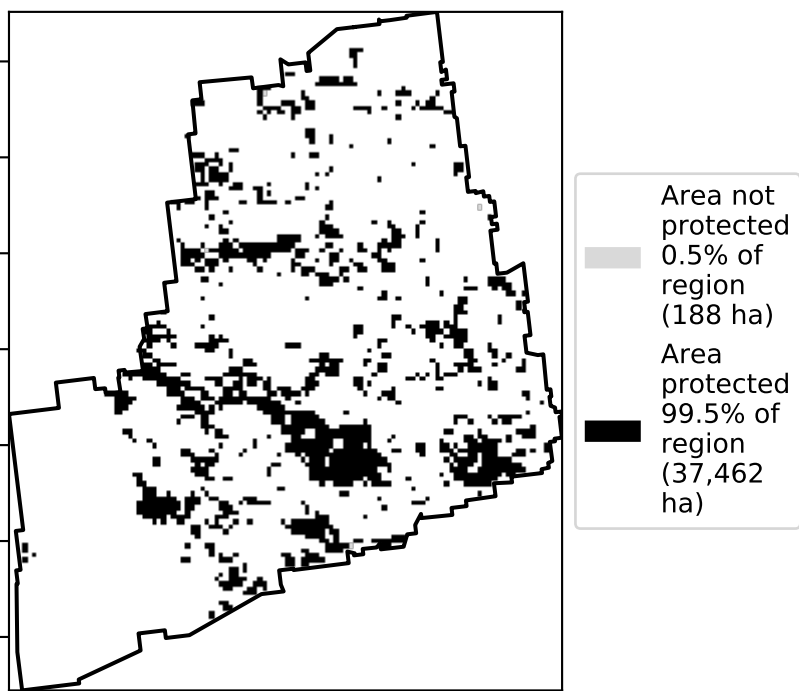 Area not
protected
0.5% of
region
(188 ha)
Area
protected
99.5% of
region
(37,462
ha)